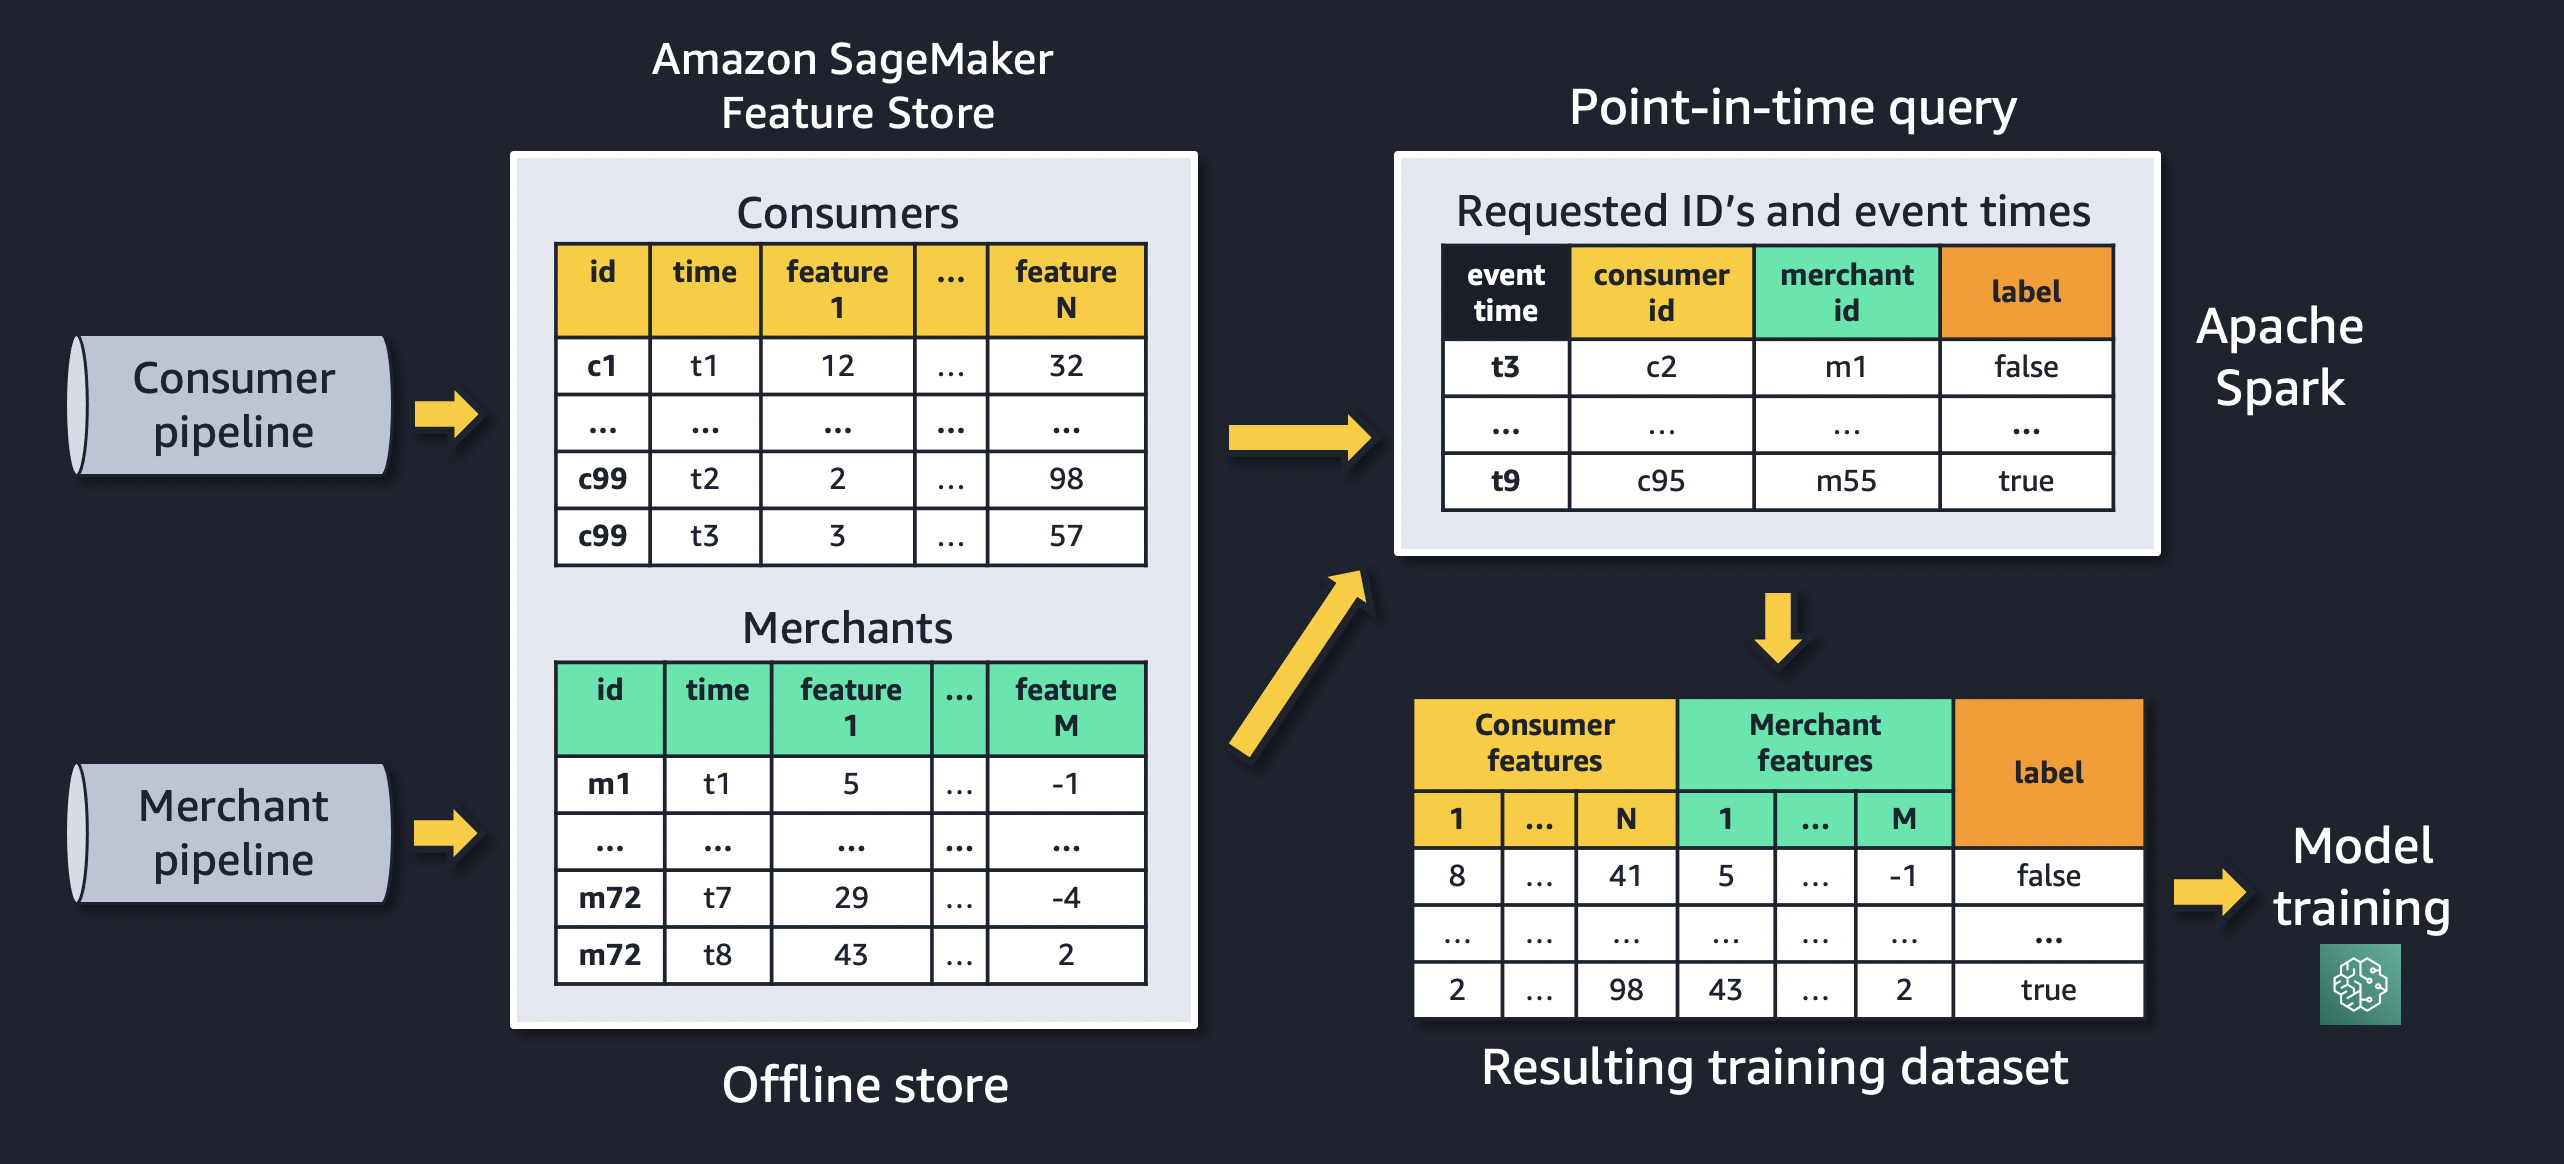 Amazon SageMaker
Feature Store
Consumer
pipeline
Merchant
pipeline
Consumers
id time feature 1 ... feature N
c1 t1 12 ... 32
... ... ... ... ...
c99 t2 2 ... 98
c99 t3 3 ... 57
Merchants
id time feature 1 ... feature M
m1 t1 5 ... -1
... ... ... ... ...
m72 t7 29 ... -4
m72 t8 43 ... 2
Offline store
Point-in-time query
Requested ID's and event times
event time consumer id merchant id label
t3 c2 m1 false
... ... ... ...
t9 c95 m55 true
Apache
Spark
Consumer features Merchant features label
1 ... N 1 ... M
8 ... 41 5 ... -1 false
... ... ... ... ... ... ...
2 ... 98 43 ... 2 true
Resulting training dataset
Model
training